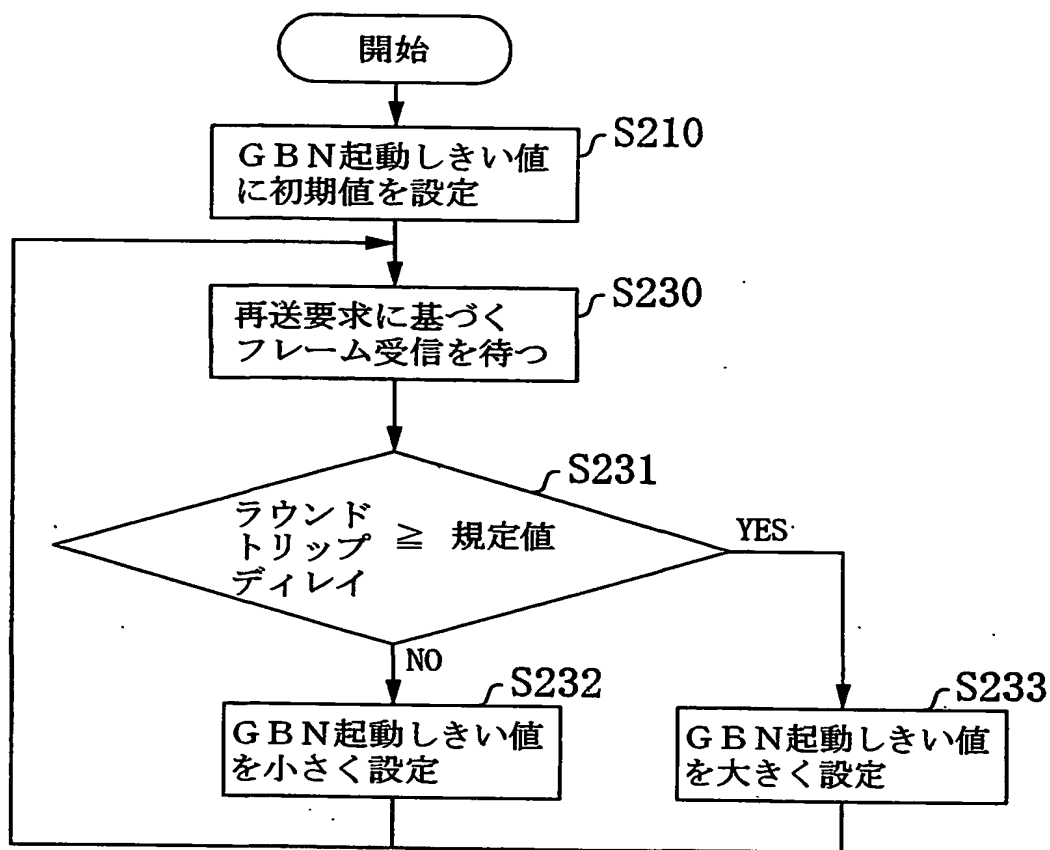 開始
S210
GBN起動しきい値
に初期値を設定
S230
再送要求に基づく
フレーム受信を待つ
S231
ラウンド
トリップ ≧ 規定値
ディレイ
YES
NO
S232
GBN起動しきい値
を小さく設定
S233
GBN起動しきい値
を大きく設定